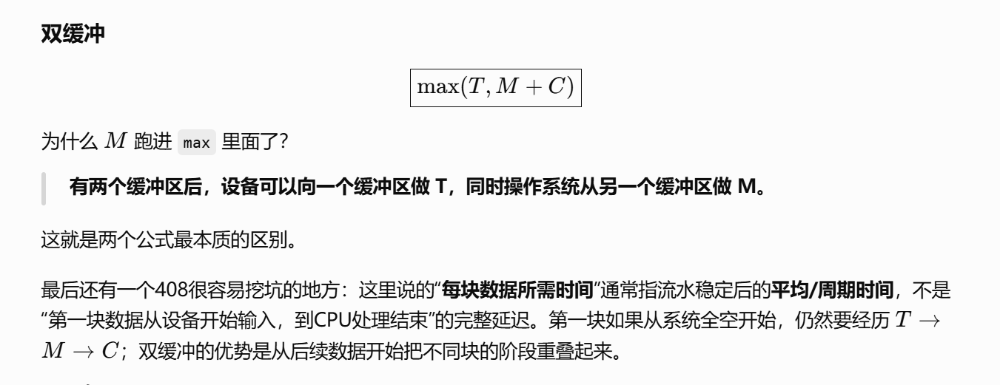 双缓冲
max(T, M + C)
为什么 M 跑进 max 里面了？
有两个缓冲区后，设备可以向一个缓冲区做 T，同时操作系统从另一个缓冲区做 M。
这就是两个公式最本质的区别。
最后还有一个408很容易挖坑的地方：这里说的“每块数据所需时间”通常指流水稳定后的平均/周期时间，不是
“第一块数据从设备开始输入，到CPU处理结束”的完整延迟。第一块如果从系统全空开始，仍然要经历 T →
M → C；双缓冲的优势是从后续数据开始把不同块的阶段重叠起来。